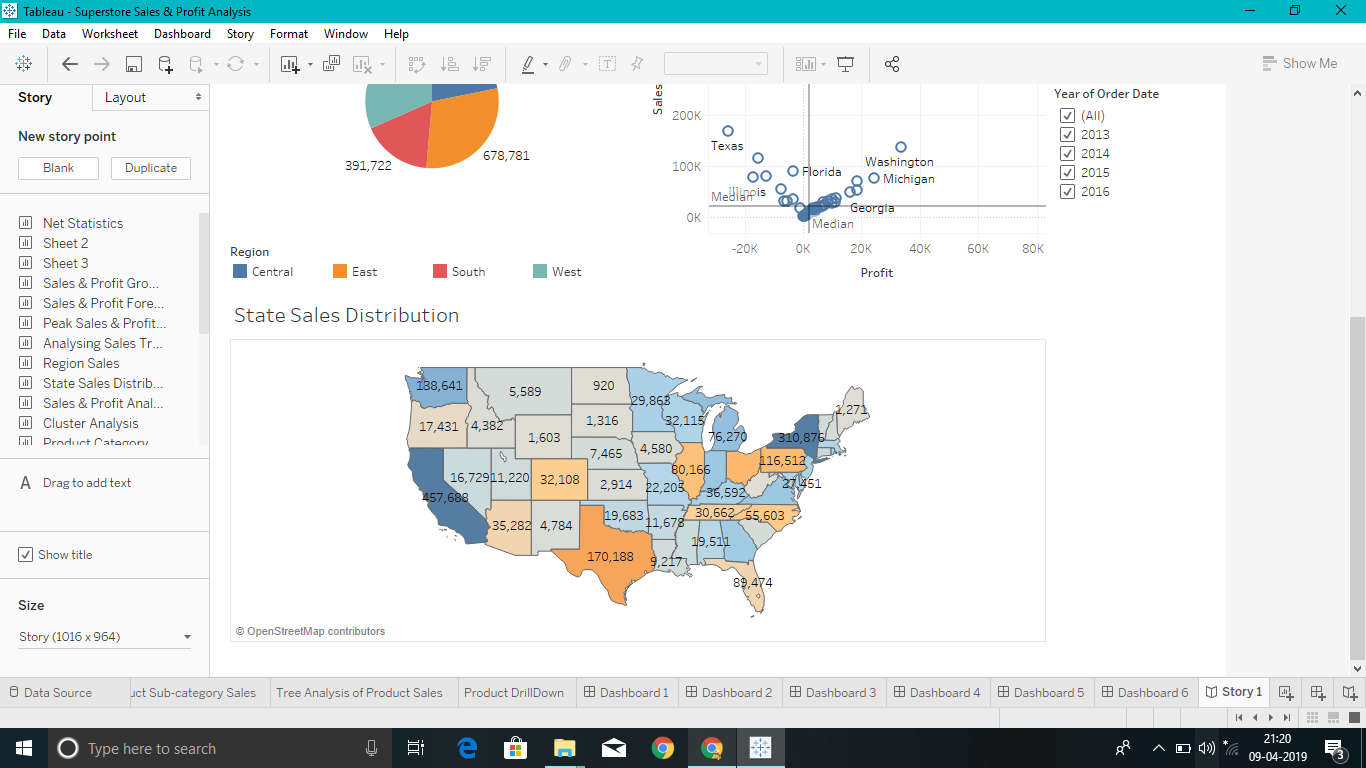 Tableau - Superstore Sales & Profit Analysis
File Data Worksheet Dashboard Story Format Window Help
Show Me
Story Layout
New story point
Blank Duplicate
Net Statistics
Sheet 2
Sheet 3
Sales & Profit Gro...
Sales & Profit Fore...
Peak Sales & Profit...
Analysing Sales Tr...
Region Sales
State Sales Distrib...
Sales & Profit Anal...
Cluster Analysis
Product Category
A Drag to add text
Show title
Size
Story (1016 x 964)
391,722
678,781
Region
Central East South West
Sales
200K
100K
0K
Texas
Washington
Florida
Michigan
Illinois
Median
Georgia
Median
-20K 0K 20K 40K 60K 80K
Profit
Year of Order Date
(All)
2013
2014
2015
2016
State Sales Distribution
138,641
5,589
920
29,863
1,271
17,431
4,382
1,316
32,115
76,270
310,876
1,603
7,465
4,580
116,512
457,688
16,729
11,220
32,108
2,914
22,205
80,166
36,592
27,451
35,282
4,784
19,683
11,678
30,662
55,603
19,511
170,188
9,217
89,474
© OpenStreetMap contributors
Data Source uct Sub-category Sales Tree Analysis of Product Sales Product DrillDown Dashboard 1 Dashboard 2 Dashboard 3 Dashboard 4 Dashboard 5 Dashboard 6 Story 1
Type here to search
21:20
09-04-2019
3